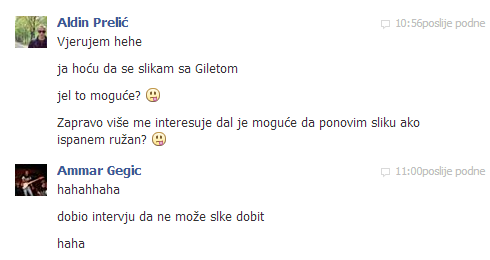 Aldin Prelić 10:56poslije podne
Vjerujem hehe
ja hoću da se slikam sa Giletom
jel to moguće?
Zapravo više me interesuje dal je moguće da ponovim sliku ako
ispanem ružan?
Ammar Gegic 11:00poslije podne
hahahhaha
dobio intervju da ne može slke dobit
haha